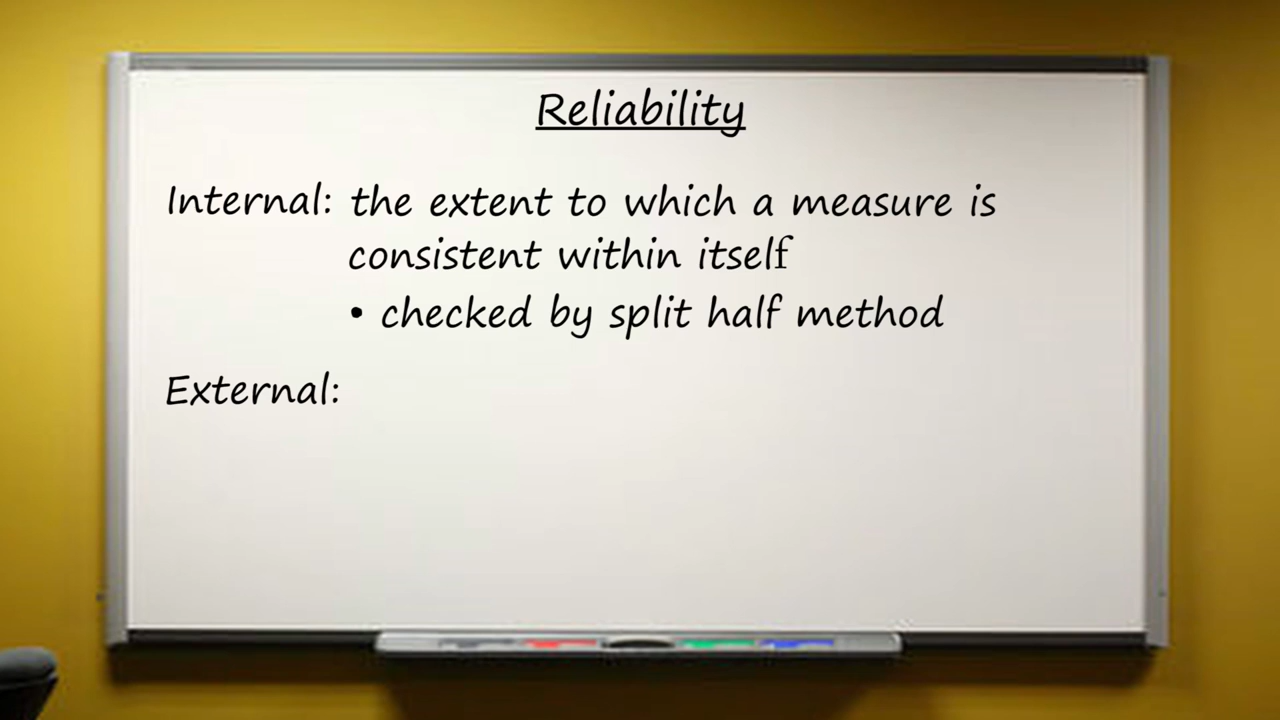 Reliability
Internal: the extent to which a measure is
consistent within itself
• checked by split half method
External: